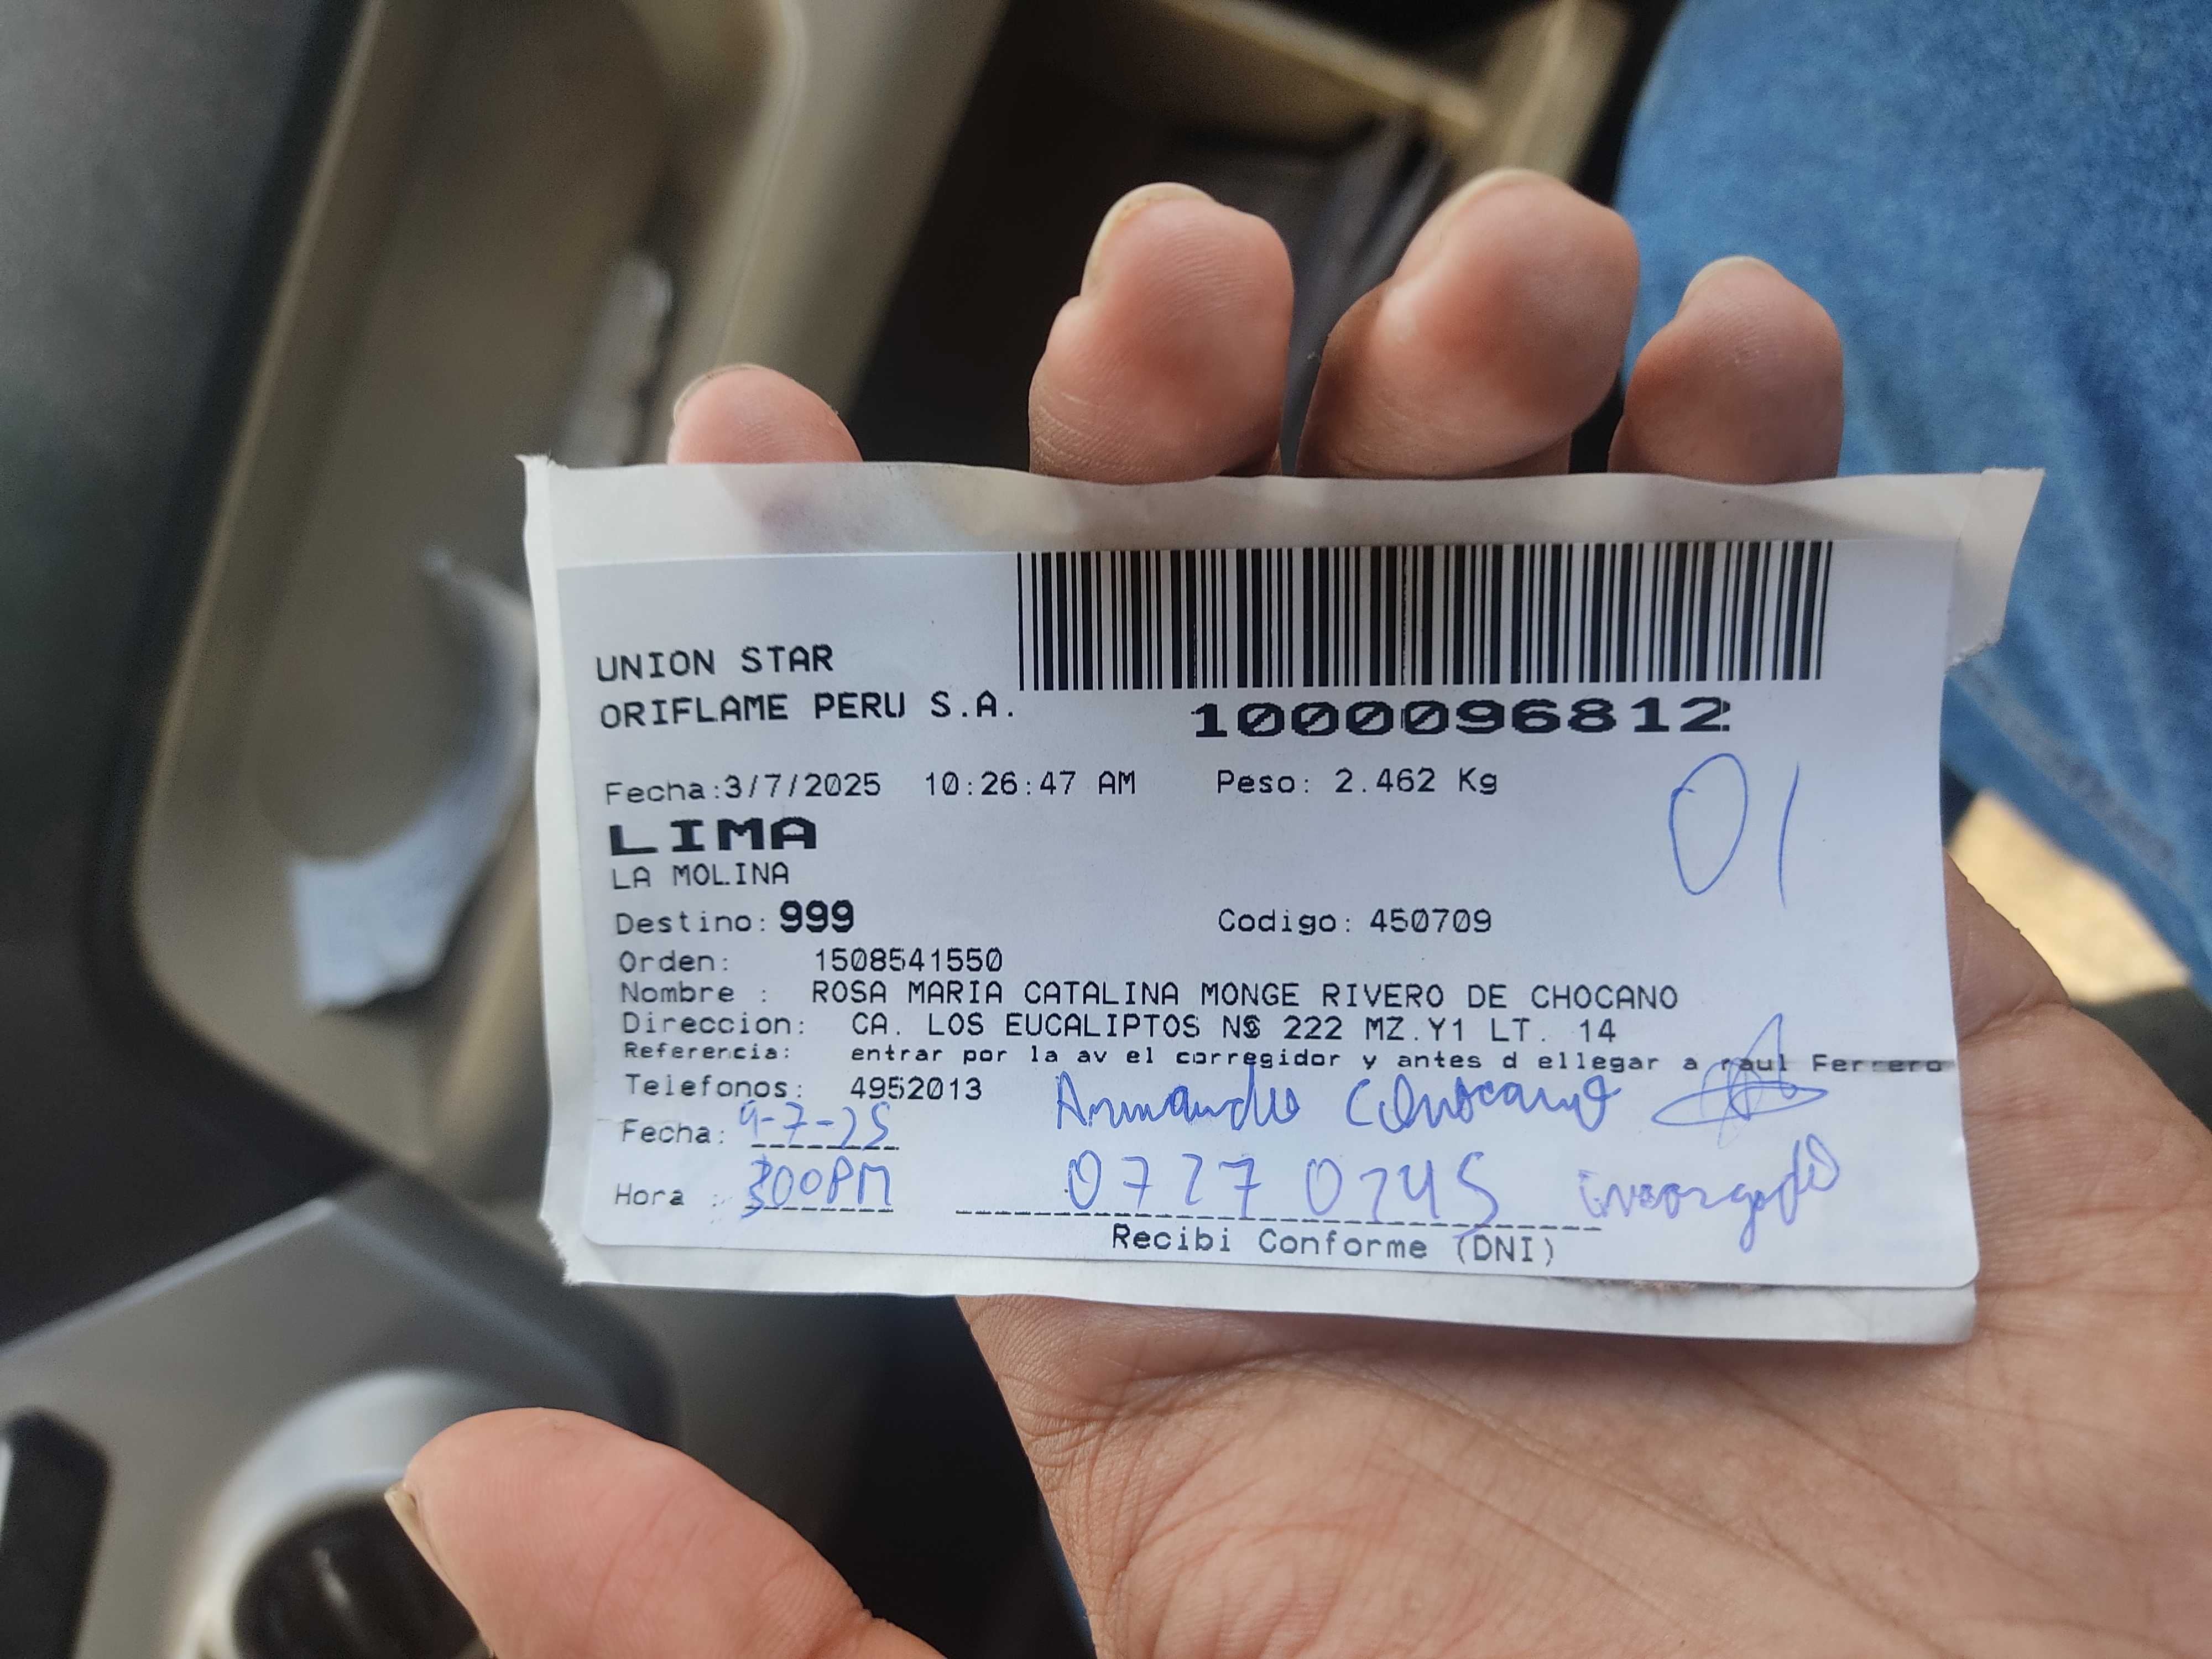 UNION STAR
ORIFLAME PERU S.A.
1000096812
Fecha:3/7/2025 10:26:47 AM Peso: 2.462 Kg
01
LIMA
LA MOLINA
Destino: 999 Codigo: 450709
Orden: 1508541550
Nombre : ROSA MARIA CATALINA MONGE RIVERO DE CHOCANO
Direccion: CA. LOS EUCALIPTOS N$ 222 MZ.Y1 LT. 14
Referencia: entrar por la av el corregidor y antes d ellegar a raul Ferrero
Telefonos: 4952013
Armando Chocano
Fecha: -7-25
Hora : 300PM
Recibi Conforme (DNI)